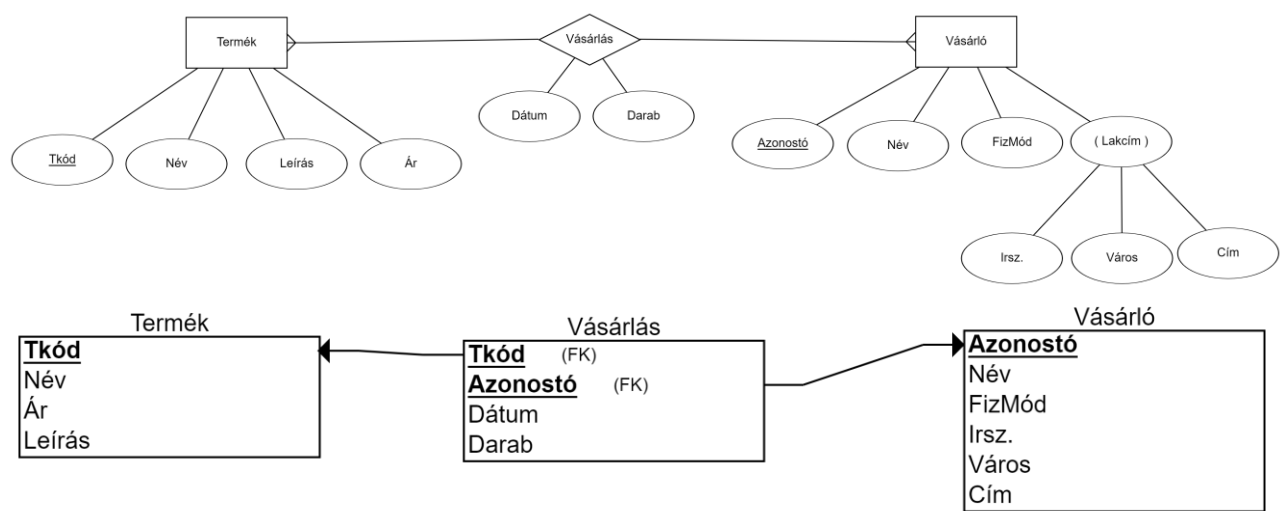 Termék
Vásárlás
Vásárló
Dátum
Darab
Tkód
Név
Leírás
Ár
Azonostó
Név
FizMód
( Lakcím )
Irsz.
Város
Cím
Termék
Tkód
Név
Ár
Leírás
Vásárlás
Tkód (FK)
Azonostó (FK)
Dátum
Darab
Vásárló
Azonostó
Név
FizMód
Irsz.
Város
Cím